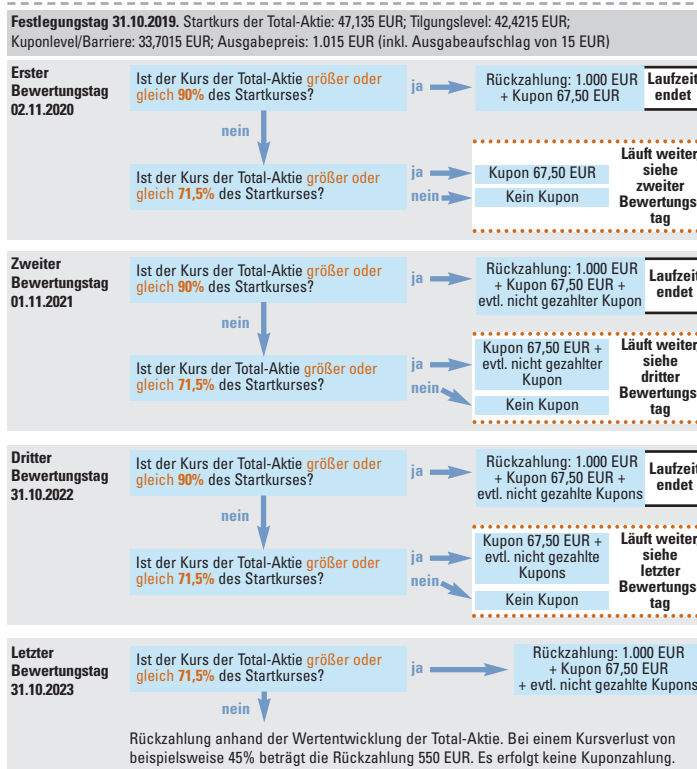 Festlegungstag 31.10.2019. Startkurs der Total-Aktie: 47,135 EUR; Tilgungslevel: 42,4215 EUR;
Kuponlevel/Barriere: 33,7015 EUR; Ausgabepreis: 1.015 EUR (inkl. Ausgabeaufschlag von 15 EUR)
Erster
Bewertungstag
02.11.2020
Ist der Kurs der Total-Aktie größer oder
gleich 90% des Startkurses?
ja
Rückzahlung: 1.000 EUR
+ Kupon 67,50 EUR
Laufzeit
endet
nein
Ist der Kurs der Total-Aktie größer oder
gleich 71,5% des Startkurses?
ja
Kupon 67,50 EUR
nein
Kein Kupon
Läuft weiter,
siehe
zweiter
Bewertungs-
tag
Zweiter
Bewertungstag
01.11.2021
Ist der Kurs der Total-Aktie größer oder
gleich 90% des Startkurses?
ja
Rückzahlung: 1.000 EUR
+ Kupon 67,50 EUR +
evtl. nicht gezahlter Kupon
Laufzeit
endet
nein
Ist der Kurs der Total-Aktie größer oder
gleich 71,5% des Startkurses?
ja
Kupon 67,50 EUR +
evtl. nicht gezahlter
Kupon
nein
Kein Kupon
Läuft weiter,
siehe
dritter
Bewertungs-
tag
Dritter
Bewertungstag
31.10.2022
Ist der Kurs der Total-Aktie größer oder
gleich 90% des Startkurses?
ja
Rückzahlung: 1.000 EUR
+ Kupon 67,50 EUR +
evtl. nicht gezahlte Kupons
Laufzeit
endet
nein
Ist der Kurs der Total-Aktie größer oder
gleich 71,5% des Startkurses?
ja
Kupon 67,50 EUR +
evtl. nicht gezahlte
Kupons
nein
Kein Kupon
Läuft weiter,
siehe
letzter
Bewertungs-
tag
Letzter
Bewertungstag
31.10.2023
Ist der Kurs der Total-Aktie größer oder
gleich 71,5% des Startkurses?
ja
Rückzahlung: 1.000 EUR
+ Kupon 67,50 EUR
+ evtl. nicht gezahlte Kupons
nein
Rückzahlung anhand der Wertentwicklung der Total-Aktie. Bei einem Kursverlust von
beispielsweise 45% beträgt die Rückzahlung 550 EUR. Es erfolgt keine Kuponzahlung.